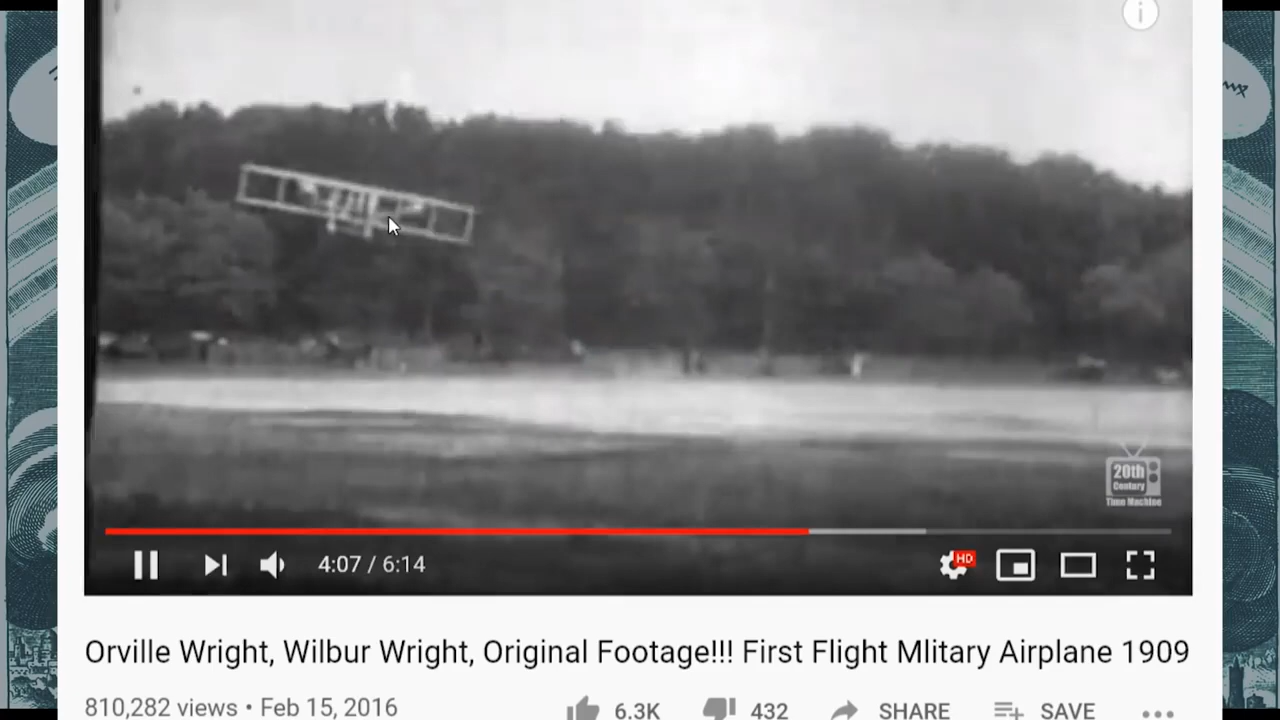 20th
Century
Time Machine
4:07 / 6:14
HD
Orville Wright, Wilbur Wright, Original Footage!!! First Flight Mlitary Airplane 1909
810,282 views • Feb 15, 2016
6.3K
432
SHARE
SAVE